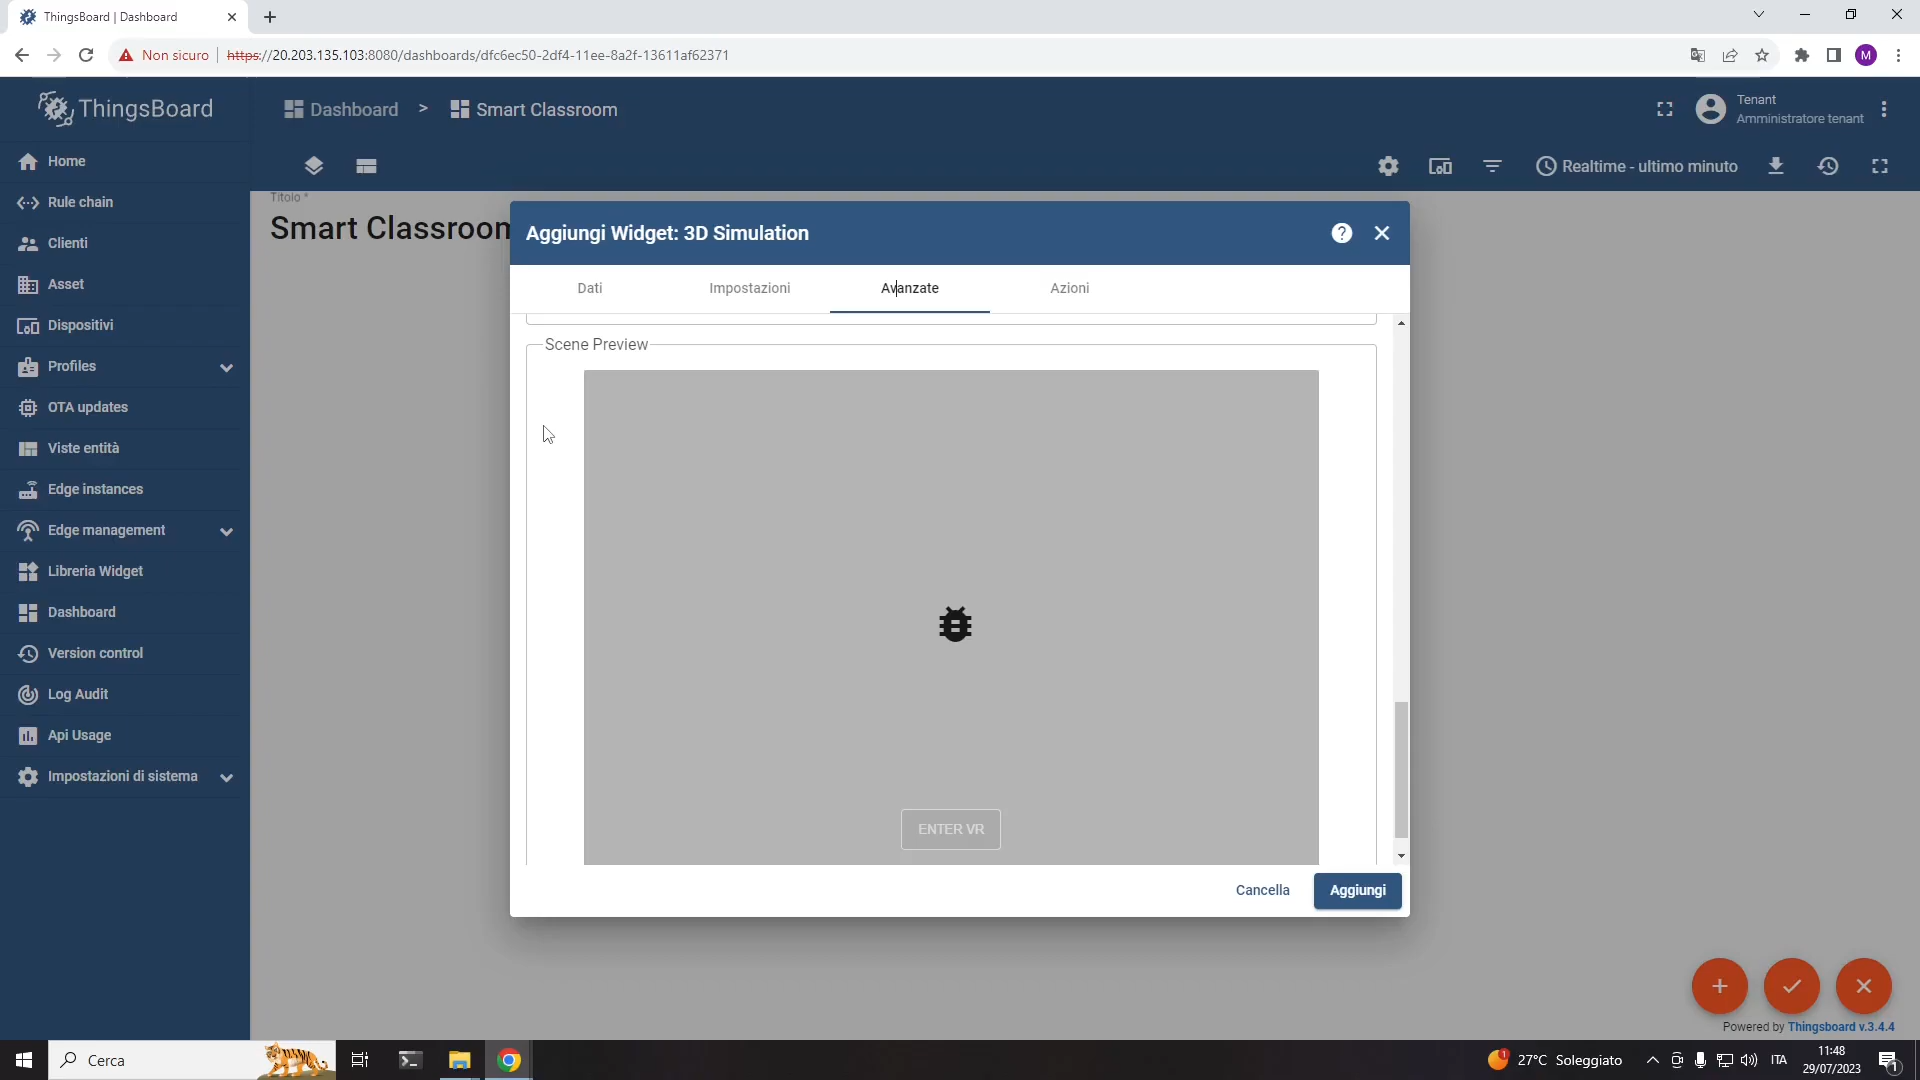 ThingsBoard | Dashboard
Non sicuro
https://20.203.135.103:8080/dashboards/dfc6ec50-2df4-11ee-8a2f-13611af62371
M
ThingsBoard
Dashboard > Smart Classroom
Tenant
Amministratore tenant
Home
Rule chain
Clienti
Asset
Dispositivi
Profiles
OTA updates
Viste entità
Edge instances
Edge management
Libreria Widget
Dashboard
Version control
Log Audit
Api Usage
Impostazioni di sistema
Realtime - ultimo minuto
Titolo *
Smart Classroom
Aggiungi Widget: 3D Simulation
Dati
Impostazioni
Avanzate
Azioni
Scene Preview
ENTER VR
Cancella
Aggiungi
Powered by Thingsboard v.3.4.4
Cerca
1
27°C Soleggiato
ITA
11:48
29/07/2023
1